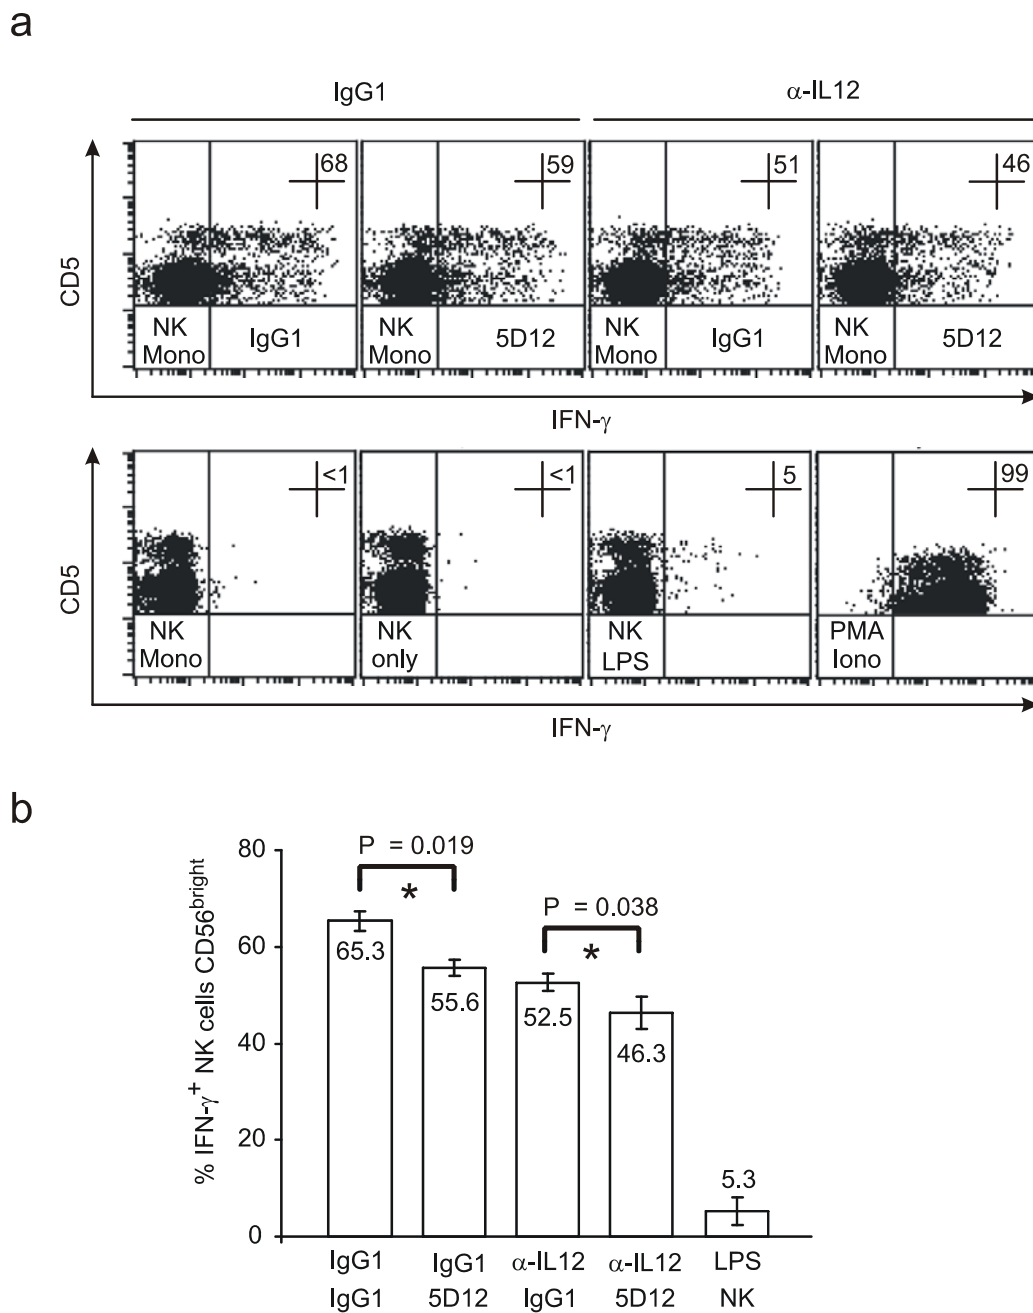 a
IgG1 α-IL12
68 59 51 46
CD5
NK NK NK NK
Mono IgG1 Mono 5D12 Mono IgG1 Mono 5D12
IFN-γ
<1 <1 5 99
CD5
NK NK NK PMA
Mono only LPS Iono
IFN-γ
b
% IFN-γ+ NK cells CD56bright
80
60
40
20
0
P = 0.019
*
P = 0.038
*
65.3
55.6
52.5
46.3
5.3
IgG1 IgG1 α-IL12 α-IL12 LPS
IgG1 5D12 IgG1 5D12 NK